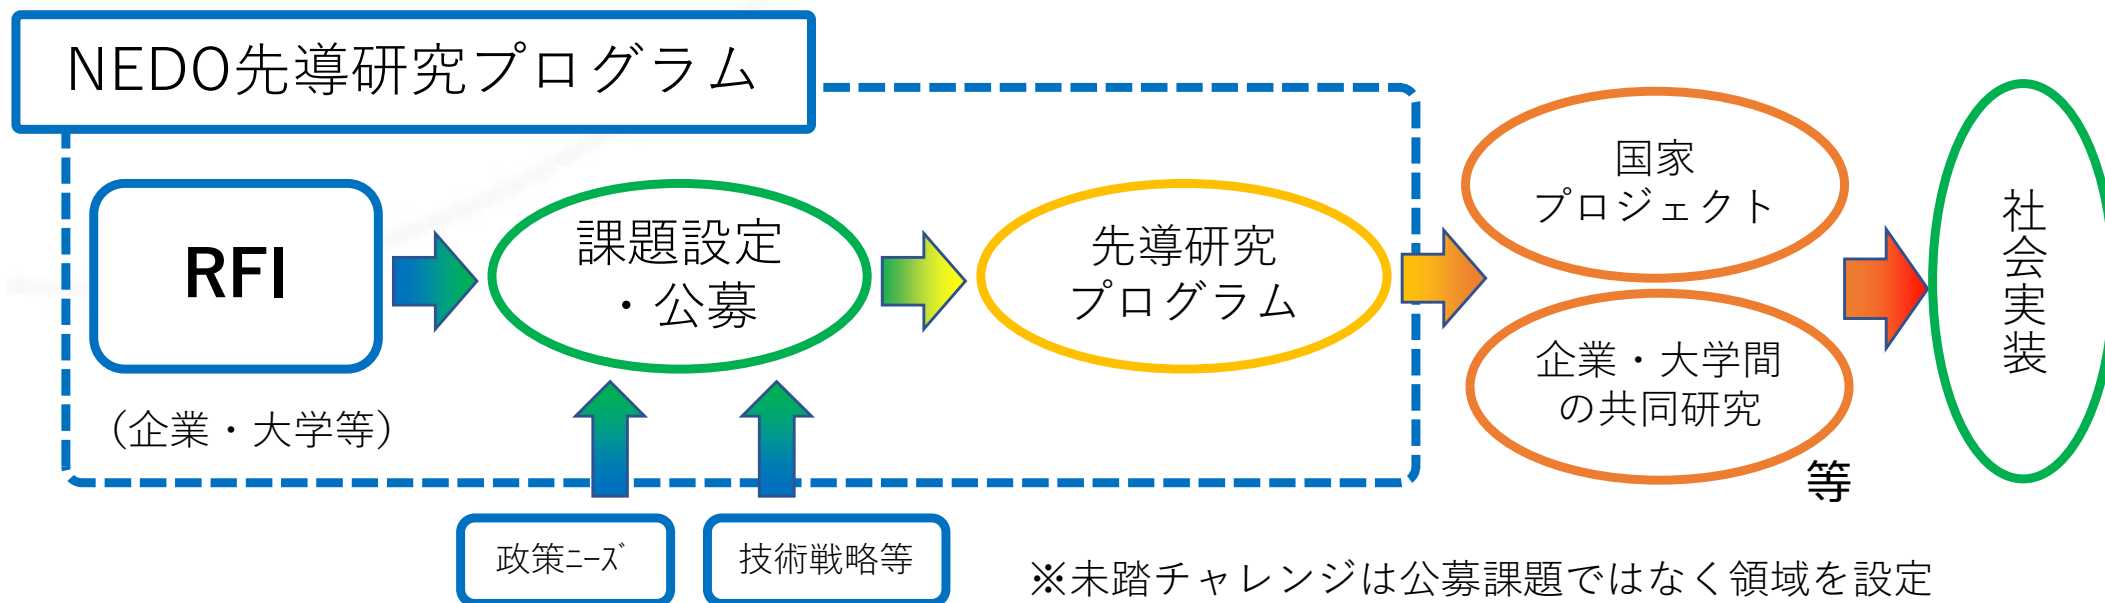 NEDO先導研究プログラム
RFI
(企業・大学等)
課題設定
・公募
先導研究
プログラム
国家
プロジェクト
企業・大学間
の共同研究
等
社会実装
政策ﾆｰｽﾞ
技術戦略等
※未踏チャレンジは公募課題ではなく領域を設定